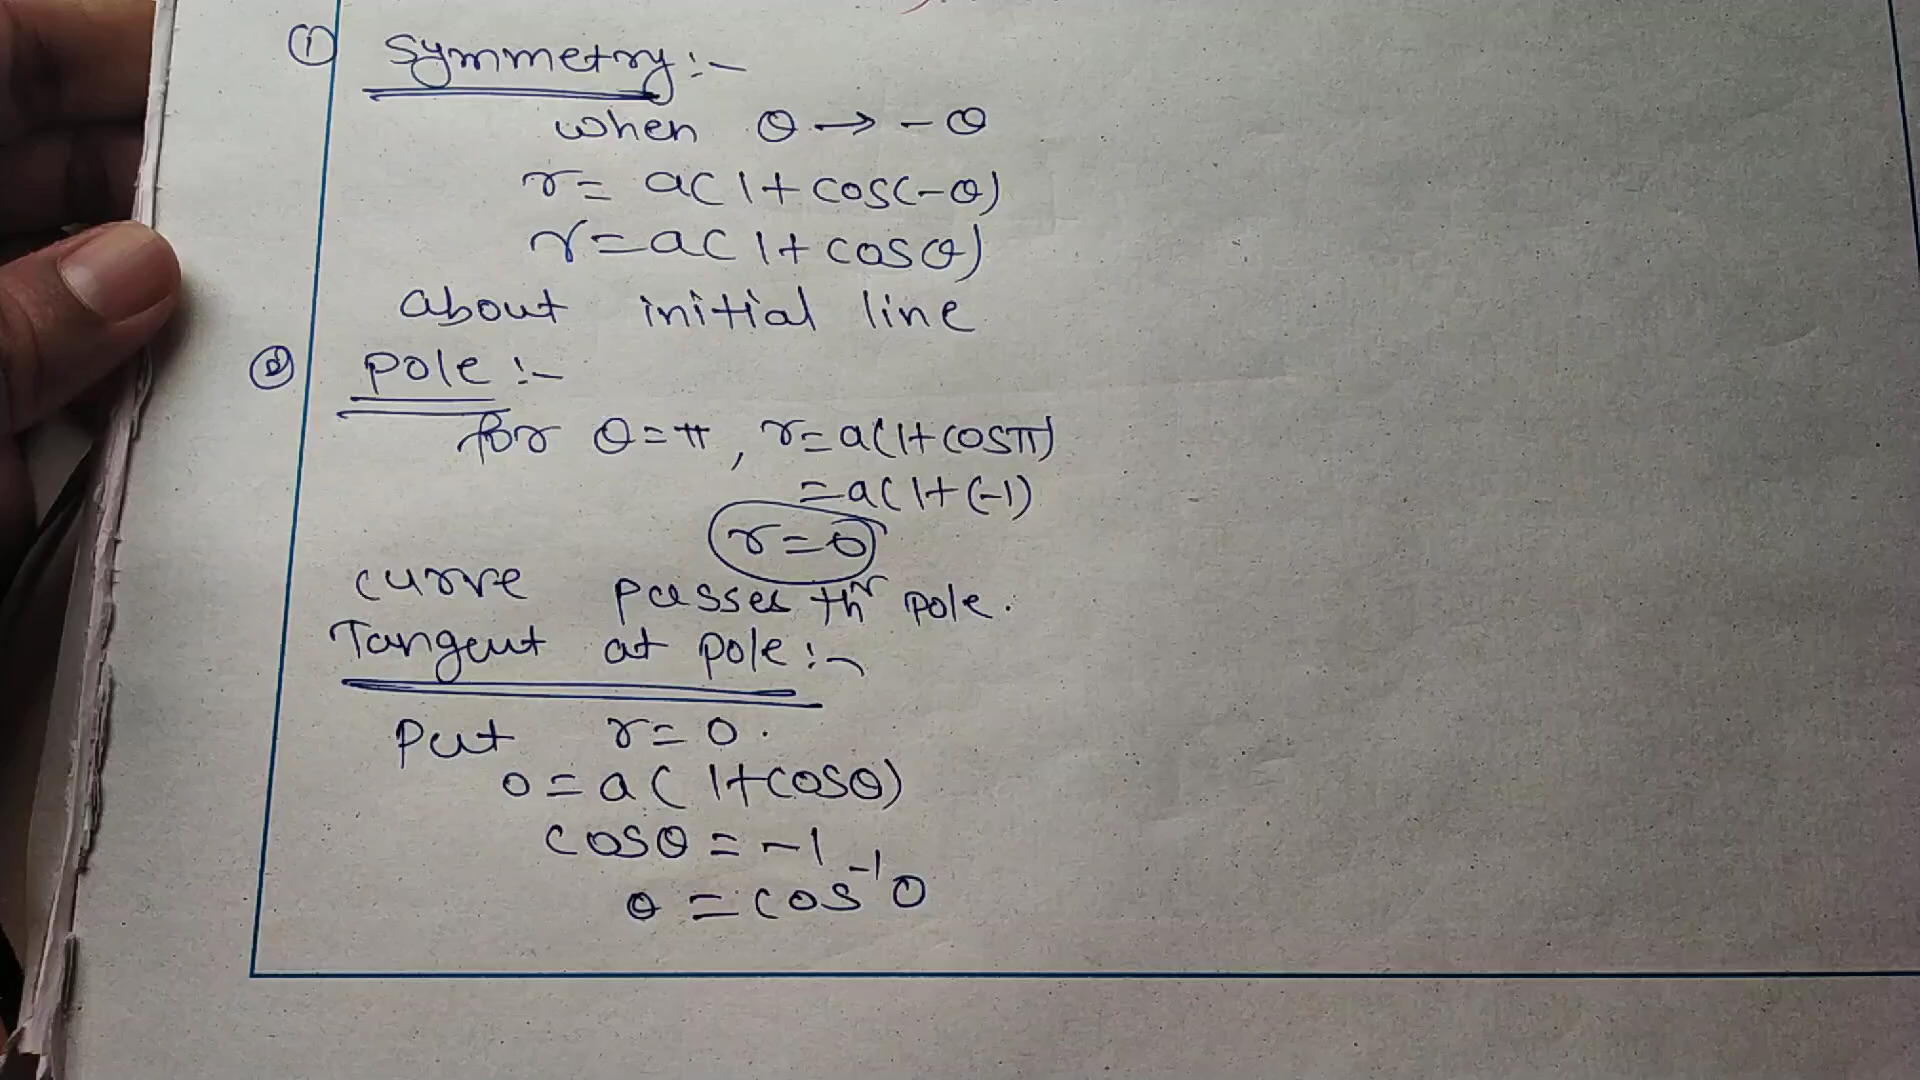 ① Symmetry :-
when θ → -θ
r = a(1 + cos(-θ)
r = a(1 + cosθ)
about initial line
② Pole :-
for θ = π, r = a(1+cosπ)
= a(1+(-1)
r = 0
curve passes thr pole.
Tangent at pole :-
Put r = 0.
0 = a(1+cosθ)
cosθ = -1
θ = cos⁻¹0